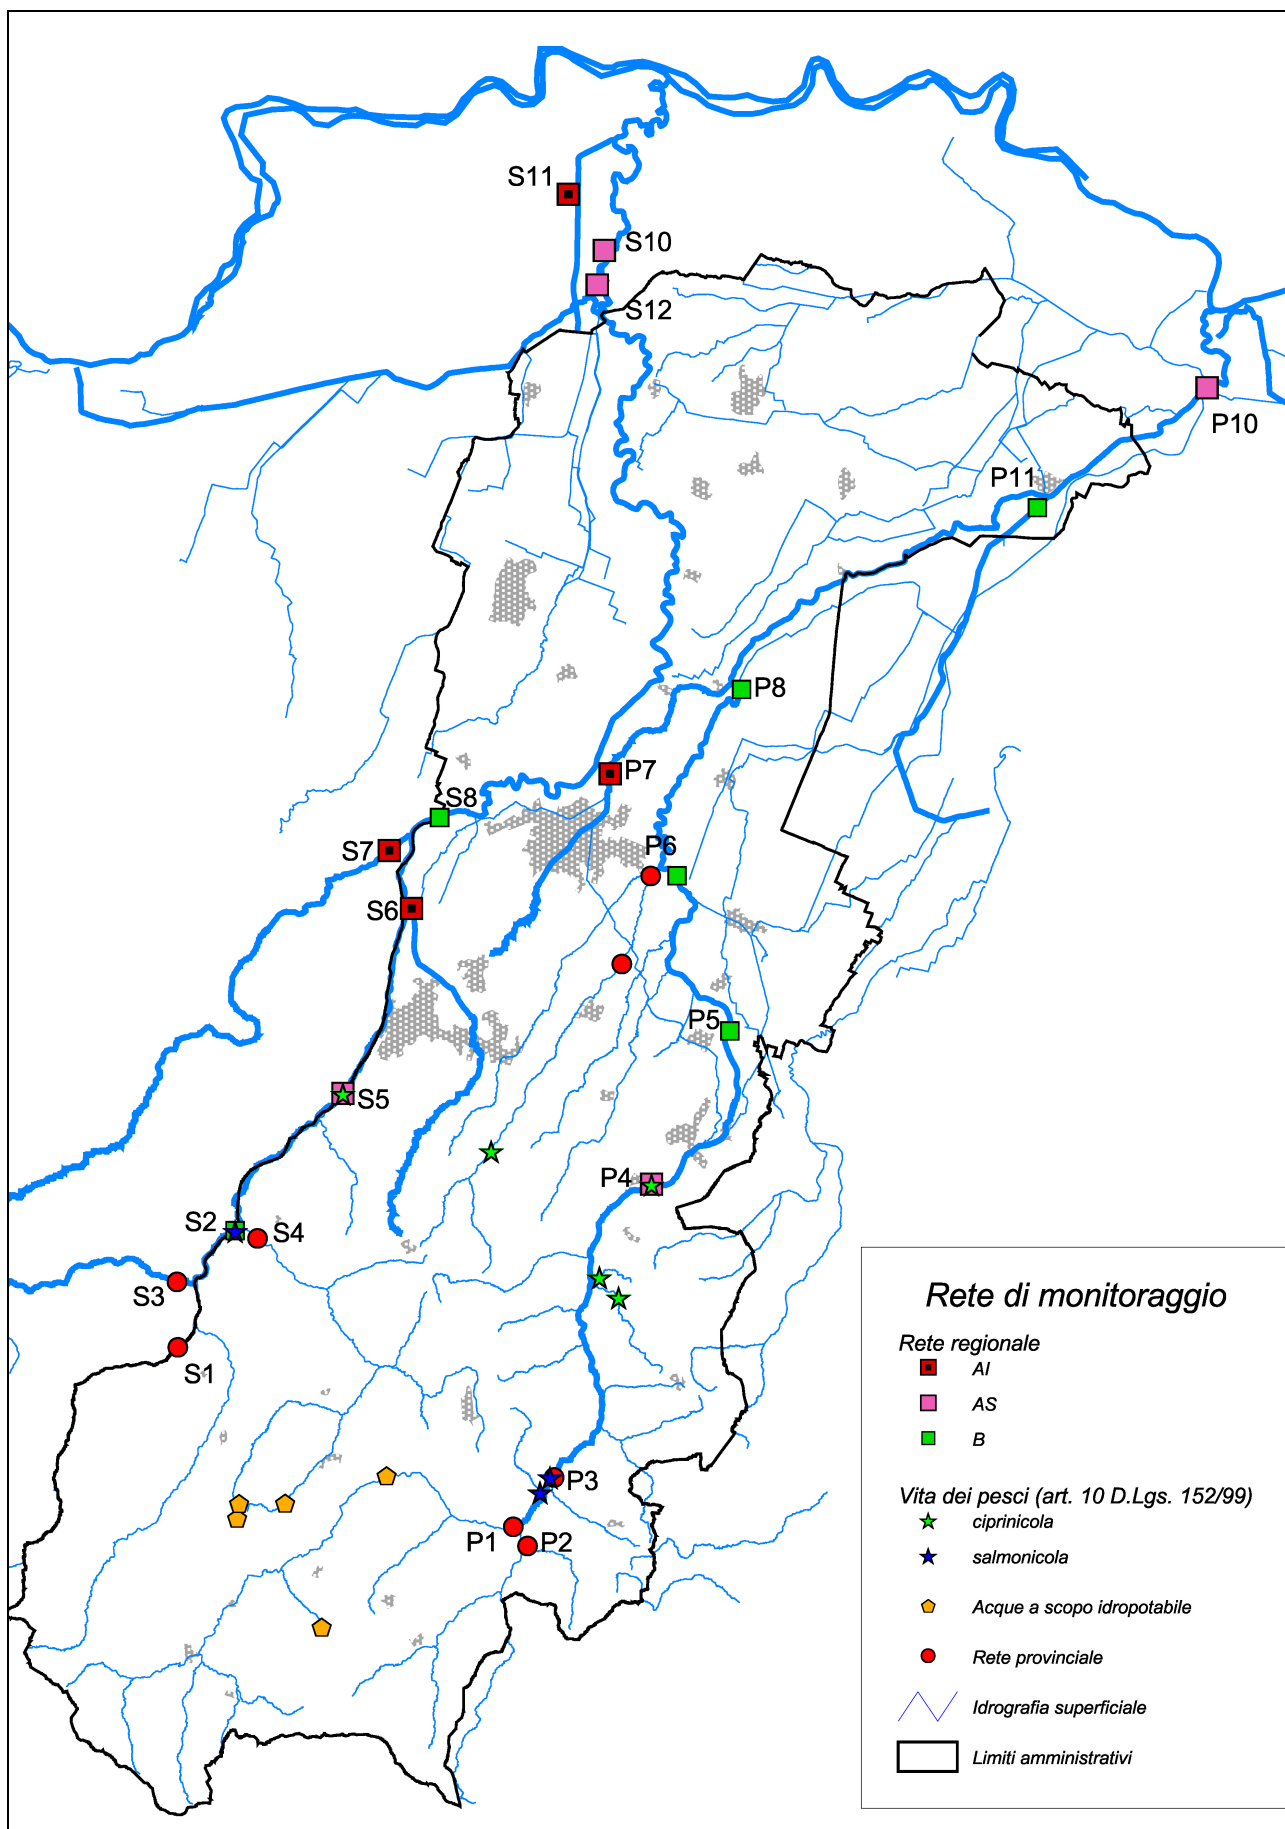 S11
S10
S12
P10
P11
P8
P7
S8
P6
S7
S6
P5
S5
P4
S2
S4
S3
S1
P3
P1
P2
Rete di monitoraggio
Rete regionale
AI
AS
B
Vita dei pesci (art. 10 D.Lgs. 152/99)
ciprinicola
salmonicola
Acque a scopo idropotabile
Rete provinciale
Idrografia superficiale
Limiti amministrativi